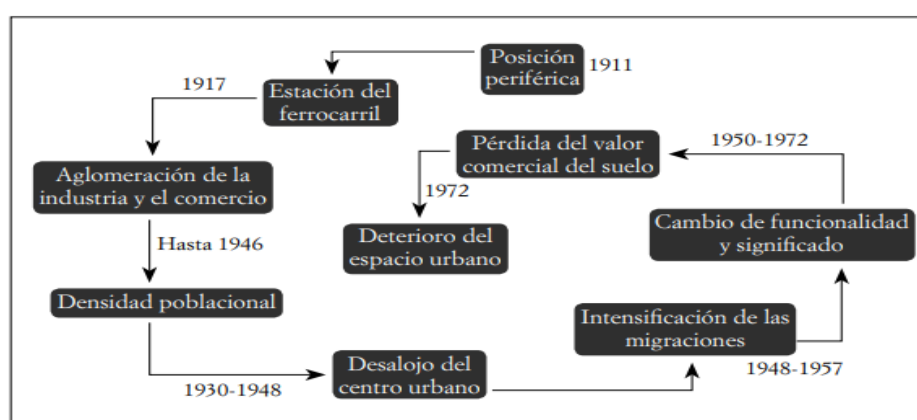 Posición
periférica
1911
Estación del
ferrocarril
1917
Aglomeración de la
industria y el comercio
Hasta 1946
Densidad poblacional
1930-1948
Desalojo del
centro urbano
Intensificación de las
migraciones
1948-1957
Cambio de funcionalidad
y significado
1950-1972
Pérdida del valor
comercial del suelo
1972
Deterioro del
espacio urbano